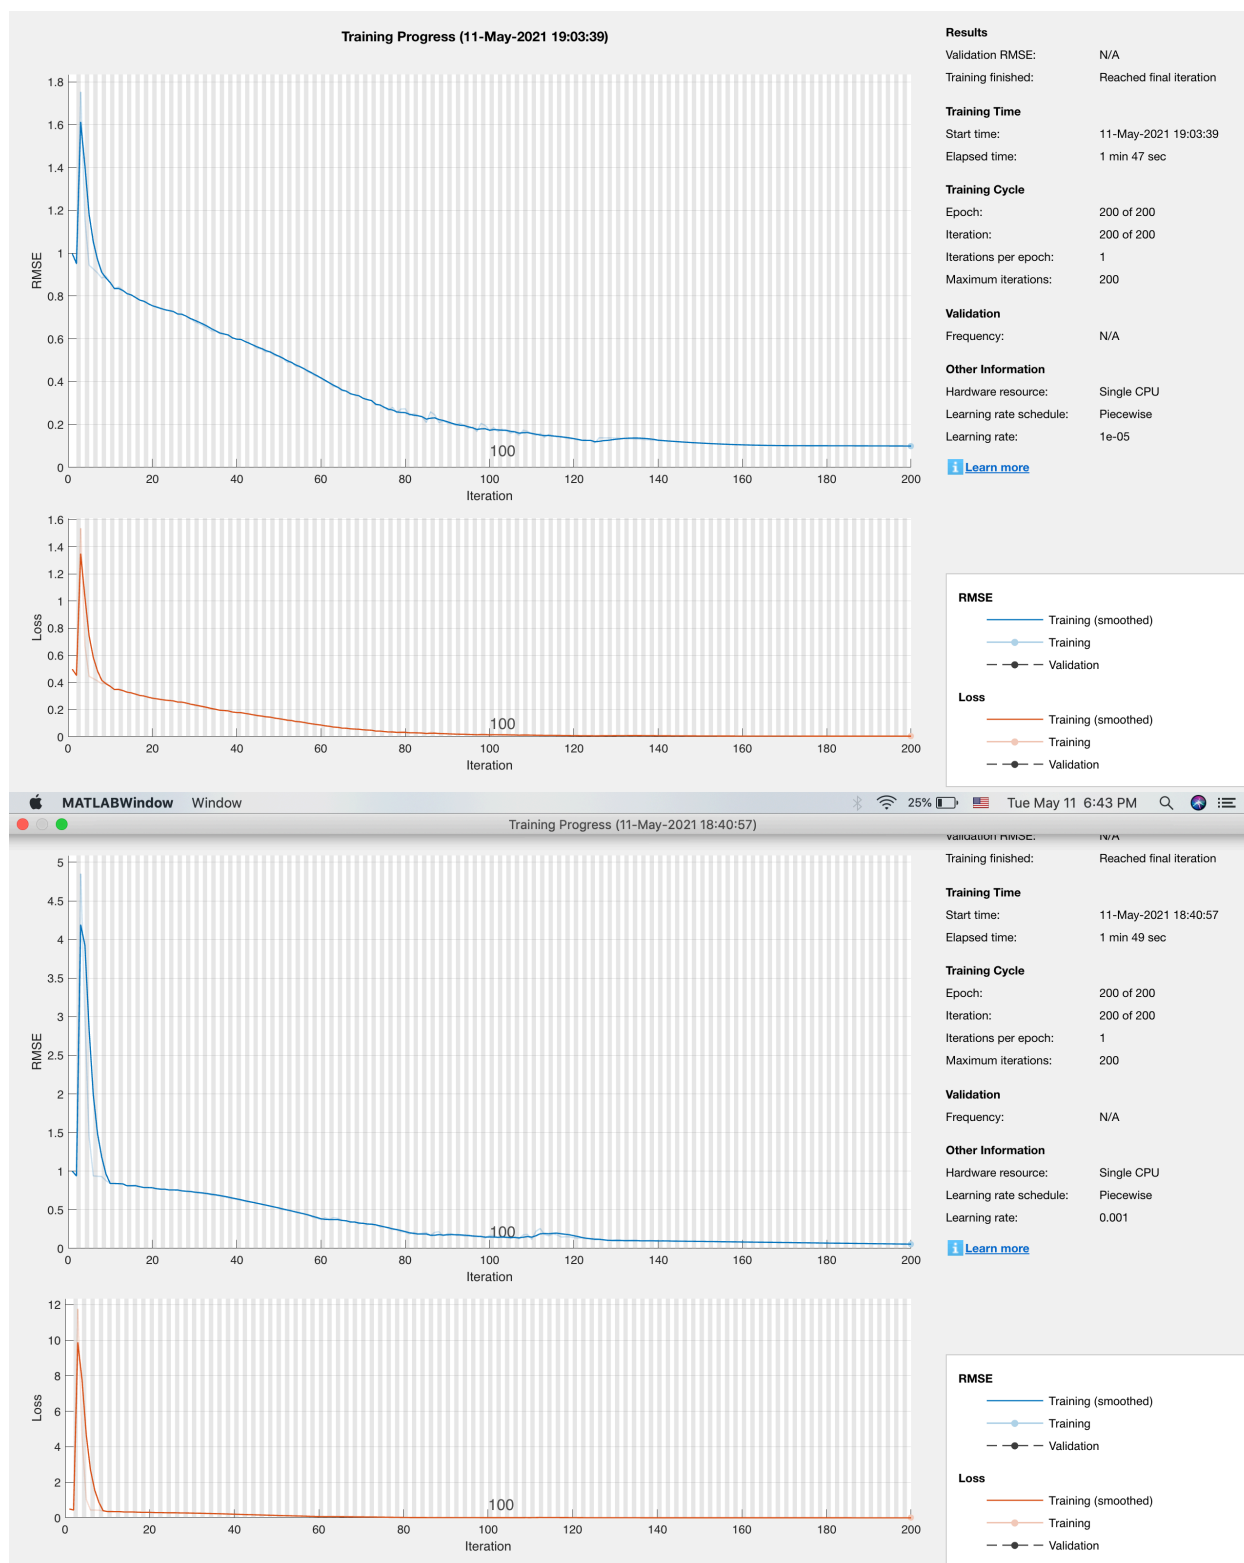 Training Progress (11-May-2021 19:03:39)
1.8
1.6
1.4
1.2
1
0.8
0.6
0.4
0.2
0
RMSE
100
0 20 40 60 80 100 120 140 160 180 200
Iteration
1.6
1.4
1.2
1
0.8
0.6
0.4
0.2
0
Loss
100
0 20 40 60 80 100 120 140 160 180 200
Iteration
Results
Validation RMSE: N/A
Training finished: Reached final iteration
Training Time
Start time: 11-May-2021 19:03:39
Elapsed time: 1 min 47 sec
Training Cycle
Epoch: 200 of 200
Iteration: 200 of 200
Iterations per epoch: 1
Maximum iterations: 200
Validation
Frequency: N/A
Other Information
Hardware resource: Single CPU
Learning rate schedule: Piecewise
Learning rate: 1e-05
i Learn more
RMSE
Training (smoothed)
Training
Validation
Loss
Training (smoothed)
Training
Validation
MATLABWindow Window 25% Tue May 11 6:43 PM
Training Progress (11-May-2021 18:40:57)
5
4.5
4
3.5
3
2.5
2
1.5
1
0.5
0
RMSE
100
0 20 40 60 80 100 120 140 160 180 200
Iteration
12
10
8
6
4
2
0
Loss
100
0 20 40 60 80 100 120 140 160 180 200
Iteration
Validation RMSE: N/A
Training finished: Reached final iteration
Training Time
Start time: 11-May-2021 18:40:57
Elapsed time: 1 min 49 sec
Training Cycle
Epoch: 200 of 200
Iteration: 200 of 200
Iterations per epoch: 1
Maximum iterations: 200
Validation
Frequency: N/A
Other Information
Hardware resource: Single CPU
Learning rate schedule: Piecewise
Learning rate: 0.001
i Learn more
RMSE
Training (smoothed)
Training
Validation
Loss
Training (smoothed)
Training
Validation